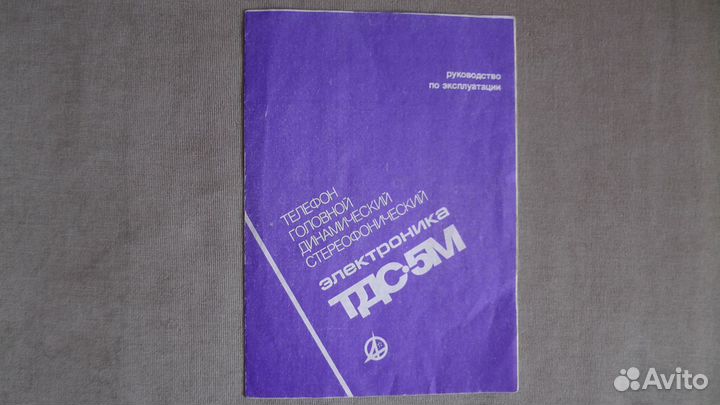 руководство
по эксплуатации
ТЕЛЕФОН
ГОЛОВНОЙ
ДИНАМИЧЕСКИЙ
СТЕРЕОФОНИЧЕСКИЙ
электроника
ТДС•5М
Avito